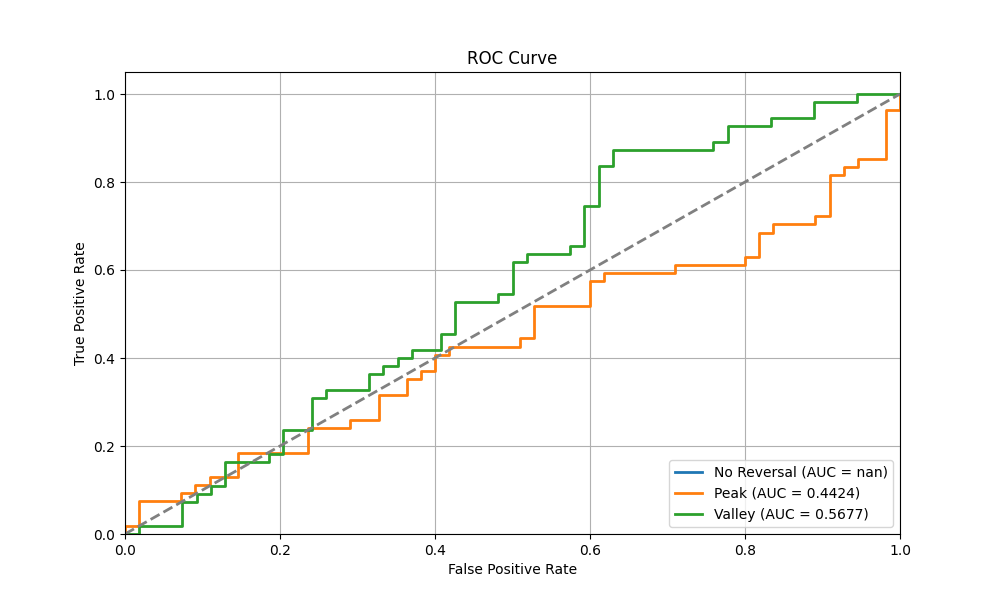 ROC Curve
True Positive Rate
1.0
0.8
0.6
0.4
0.2
0.0
0.0 0.2 0.4 0.6 0.8 1.0
False Positive Rate
No Reversal (AUC = nan)
Peak (AUC = 0.4424)
Valley (AUC = 0.5677)